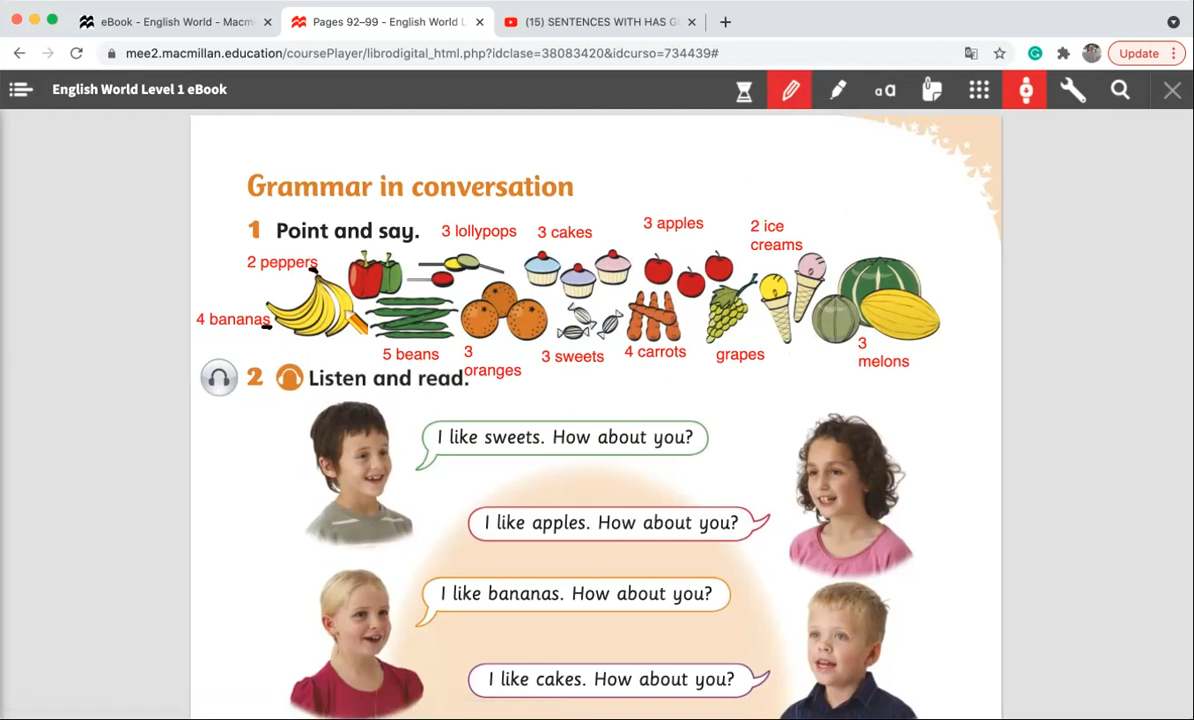 eBook - English World - Macmi
Pages 92–99 - English World L
(15) SENTENCES WITH HAS G
mee2.macmillan.education/coursePlayer/librodigital_html.php?idclase=38083420&idcurso=734439#
Update
English World Level 1 eBook
aa
Grammar in conversation
1 Point and say.
3 lollypops
3 cakes
3 apples
2 ice
creams
2 peppers
4 bananas
5 beans
3
oranges
3 sweets
4 carrots
grapes
3
melons
2 Listen and read.
I like sweets. How about you?
I like apples. How about you?
I like bananas. How about you?
I like cakes. How about you?